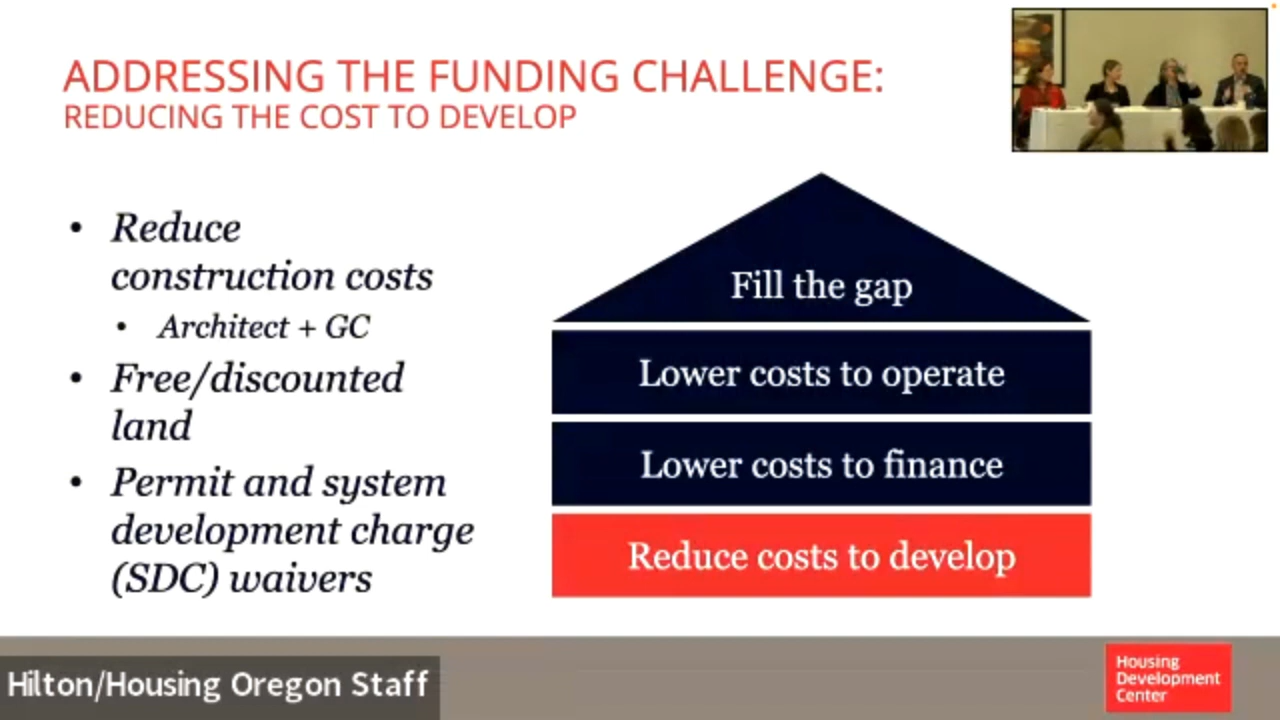 ADDRESSING THE FUNDING CHALLENGE:
REDUCING THE COST TO DEVELOP
• Reduce
construction costs
• Architect + GC
• Free/discounted
land
• Permit and system
development charge
(SDC) waivers
Fill the gap
Lower costs to operate
Lower costs to finance
Reduce costs to develop
Hilton/Housing Oregon Staff
Housing
Development
Center